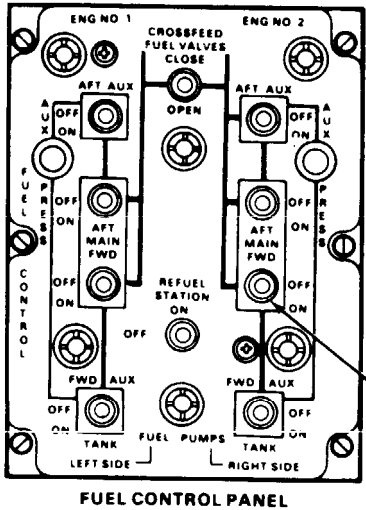 ENG NO 1
ENG NO 2
CROSSFEED
FUEL VALVES
CLOSE
OPEN
AFT AUX
AFT AUX
AUX PRESS
OFF
ON
OFF
ON
AUX PRESS
FUEL CONTROL
OFF
ON
AFT
MAIN
FWD
OFF
ON
OFF
ON
AFT
MAIN
FWD
OFF
ON
REFUEL
STATION
ON
OFF
FWD AUX
FWD AUX
OFF
ON
OFF
ON
TANK
FUEL PUMPS
TANK
LEFT SIDE
RIGHT SIDE
FUEL CONTROL PANEL